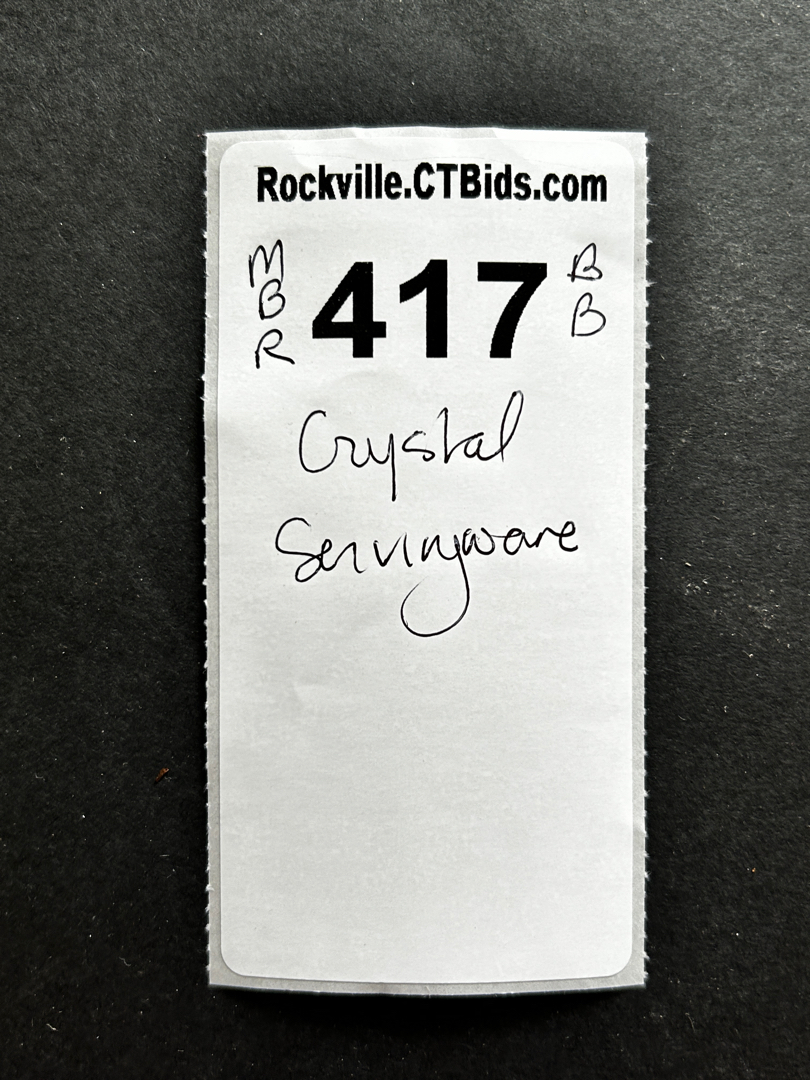 Rockville.CTBids.com
M
B
R
417
B
B
Crystal
Servingware